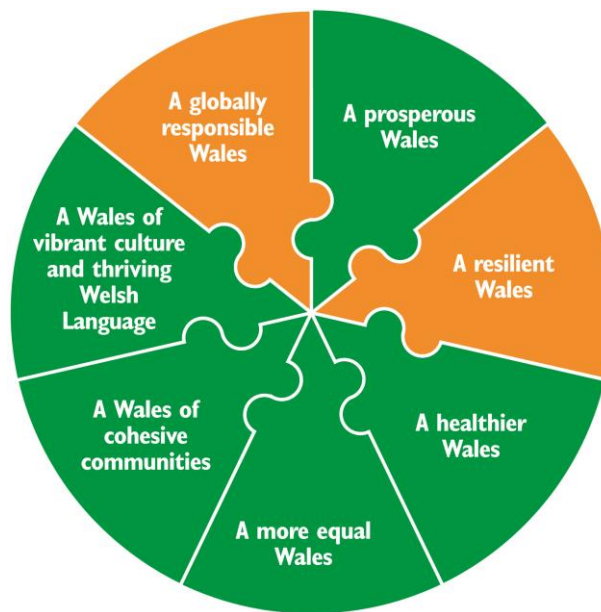 A globally
responsible
Wales
A prosperous
Wales
A resilient
Wales
A healthier
Wales
A more equal
Wales
A Wales of
cohesive
communities
A Wales of
vibrant culture
and thriving
Welsh
Language